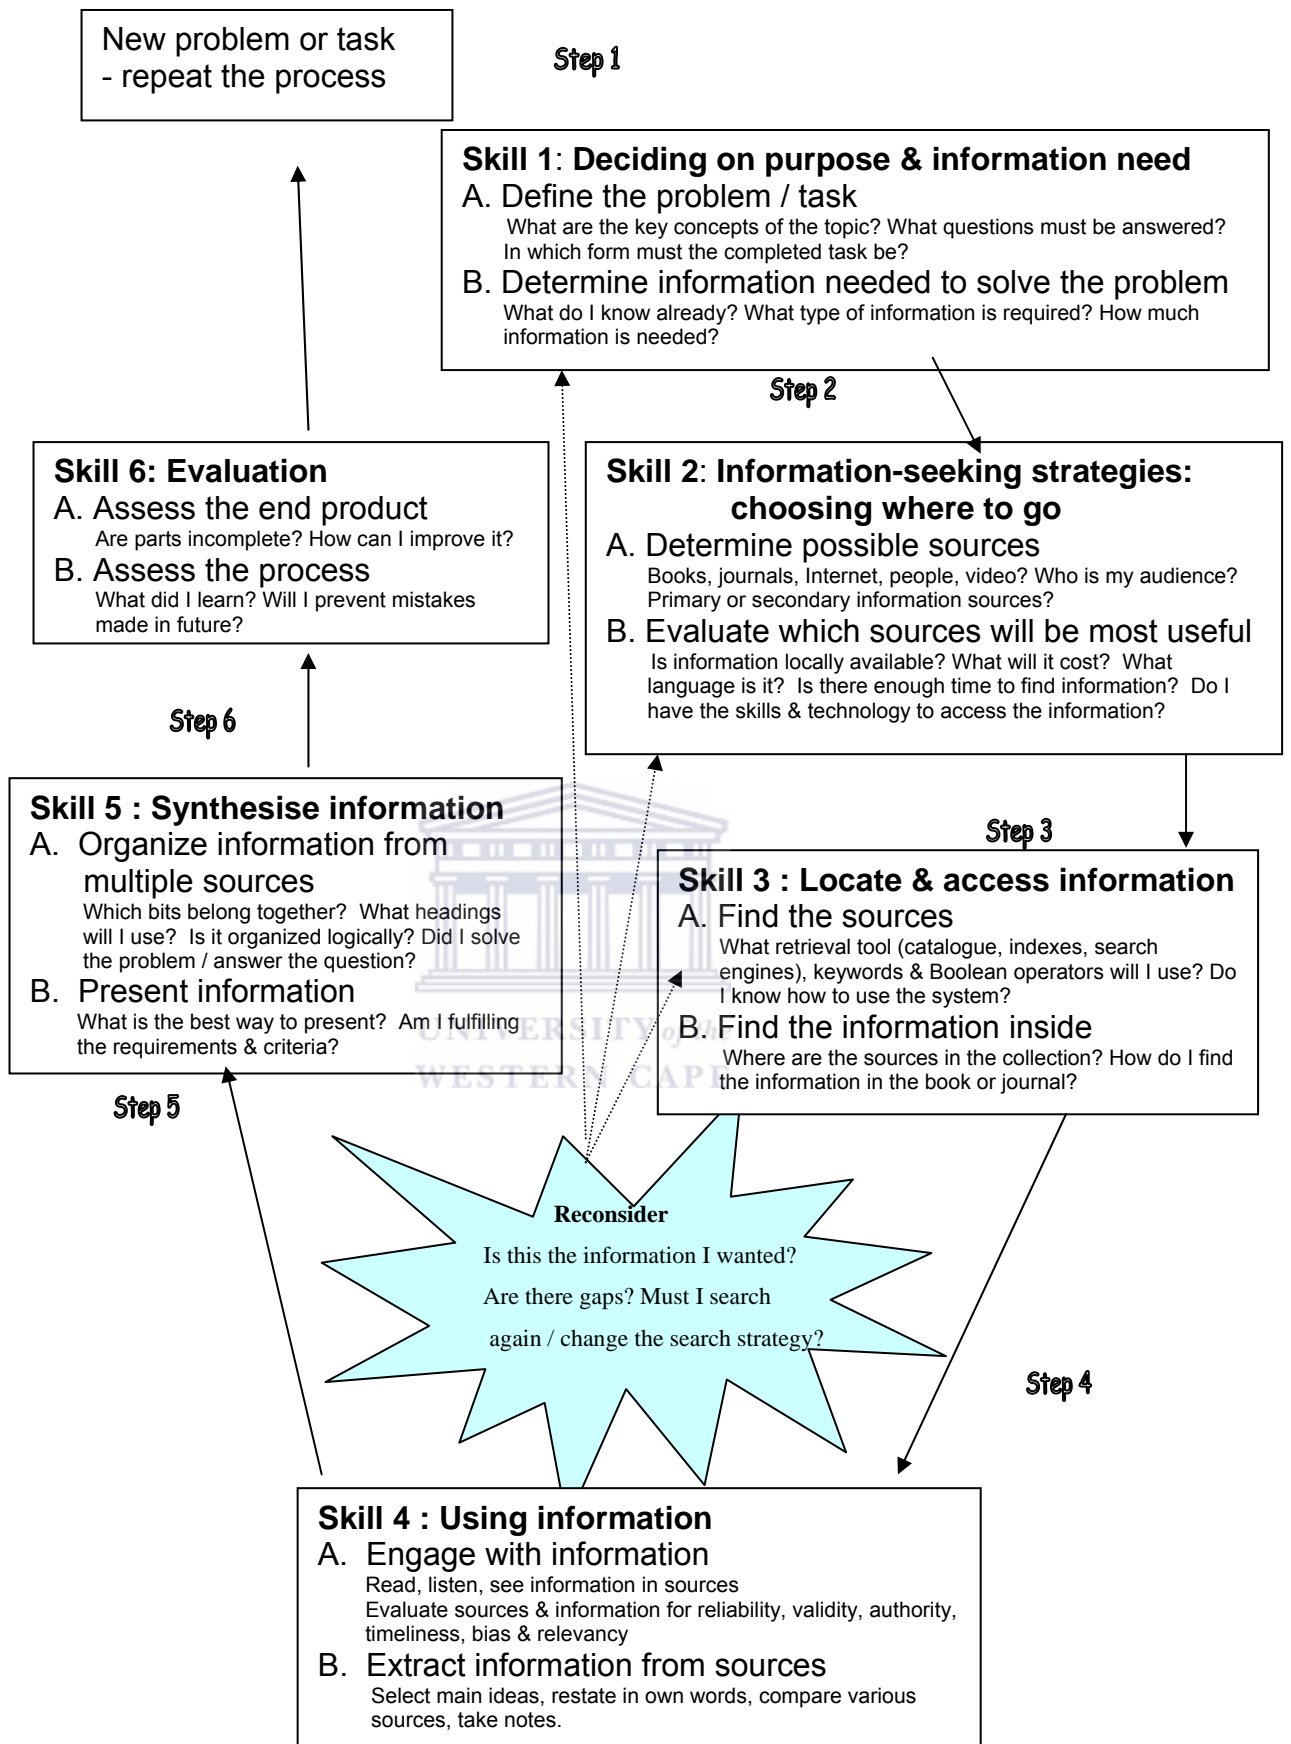 New problem or task
- repeat the process
Step 1
Skill 1: Deciding on purpose & information need
A. Define the problem / task
What are the key concepts of the topic? What questions must be answered?
In which form must the completed task be?
B. Determine information needed to solve the problem
What do I know already? What type of information is required? How much
information is needed?
Step 2
Skill 2: Information-seeking strategies:
choosing where to go
A. Determine possible sources
Books, journals, Internet, people, video? Who is my audience?
Primary or secondary information sources?
B. Evaluate which sources will be most useful
Is information locally available? What will it cost? What
language is it? Is there enough time to find information? Do I
have the skills & technology to access the information?
Step 3
Skill 3 : Locate & access information
A. Find the sources
What retrieval tool (catalogue, indexes, search
engines), keywords & Boolean operators will I use? Do
I know how to use the system?
B. Find the information inside
Where are the sources in the collection? How do I find
the information in the book or journal?
Reconsider
Is this the information I wanted?
Are there gaps? Must I search
again / change the search strategy?
Step 4
Skill 4 : Using information
A. Engage with information
Read, listen, see information in sources
Evaluate sources & information for reliability, validity, authority,
timeliness, bias & relevancy
B. Extract information from sources
Select main ideas, restate in own words, compare various
sources, take notes.
Step 5
Skill 5 : Synthesise information
A. Organize information from
multiple sources
Which bits belong together? What headings
will I use? Is it organized logically? Did I solve
the problem / answer the question?
B. Present information
What is the best way to present? Am I fulfilling
the requirements & criteria?
Step 6
Skill 6: Evaluation
A. Assess the end product
Are parts incomplete? How can I improve it?
B. Assess the process
What did I learn? Will I prevent mistakes
made in future?
UNIVERSITY of the
WESTERN CAPE